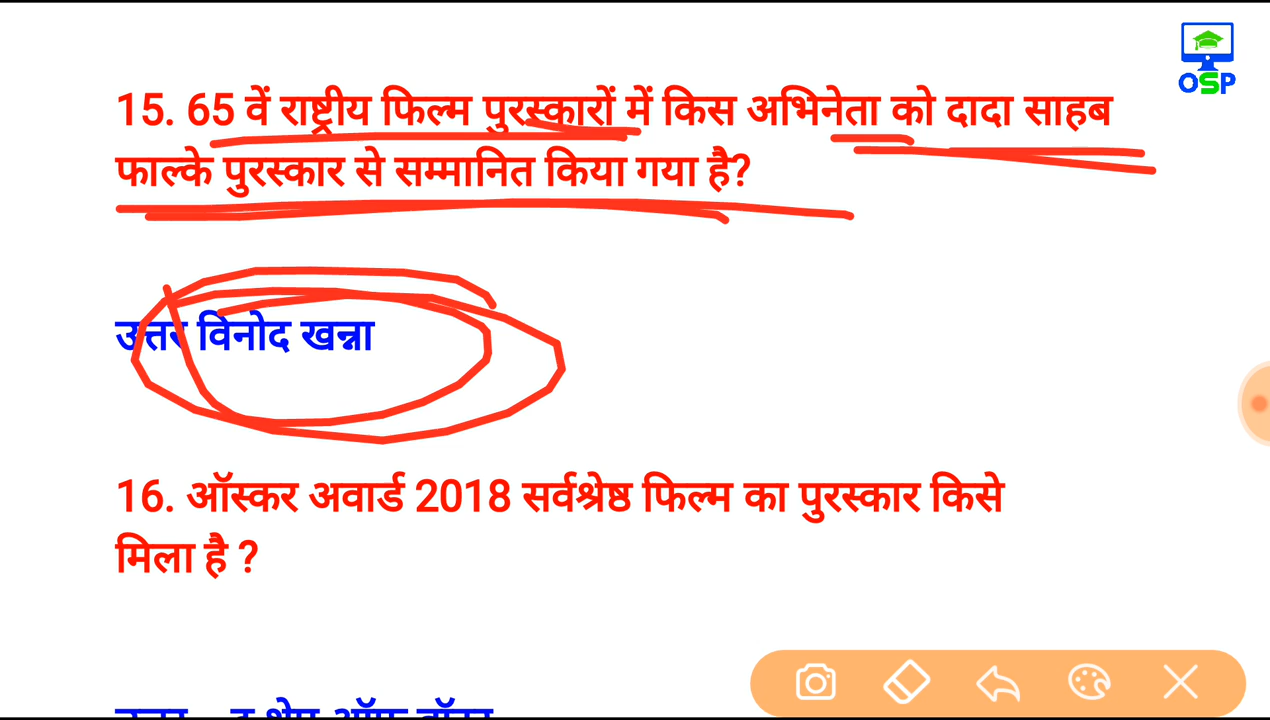 OSP
15. 65 वें राष्ट्रीय फिल्म पुरस्कारों में किस अभिनेता को दादा साहब
फाल्के पुरस्कार से सम्मानित किया गया है?
उत्तर विनोद खन्ना
16. ऑस्कर अवार्ड 2018 सर्वश्रेष्ठ फिल्म का पुरस्कार किसे
मिला है ?